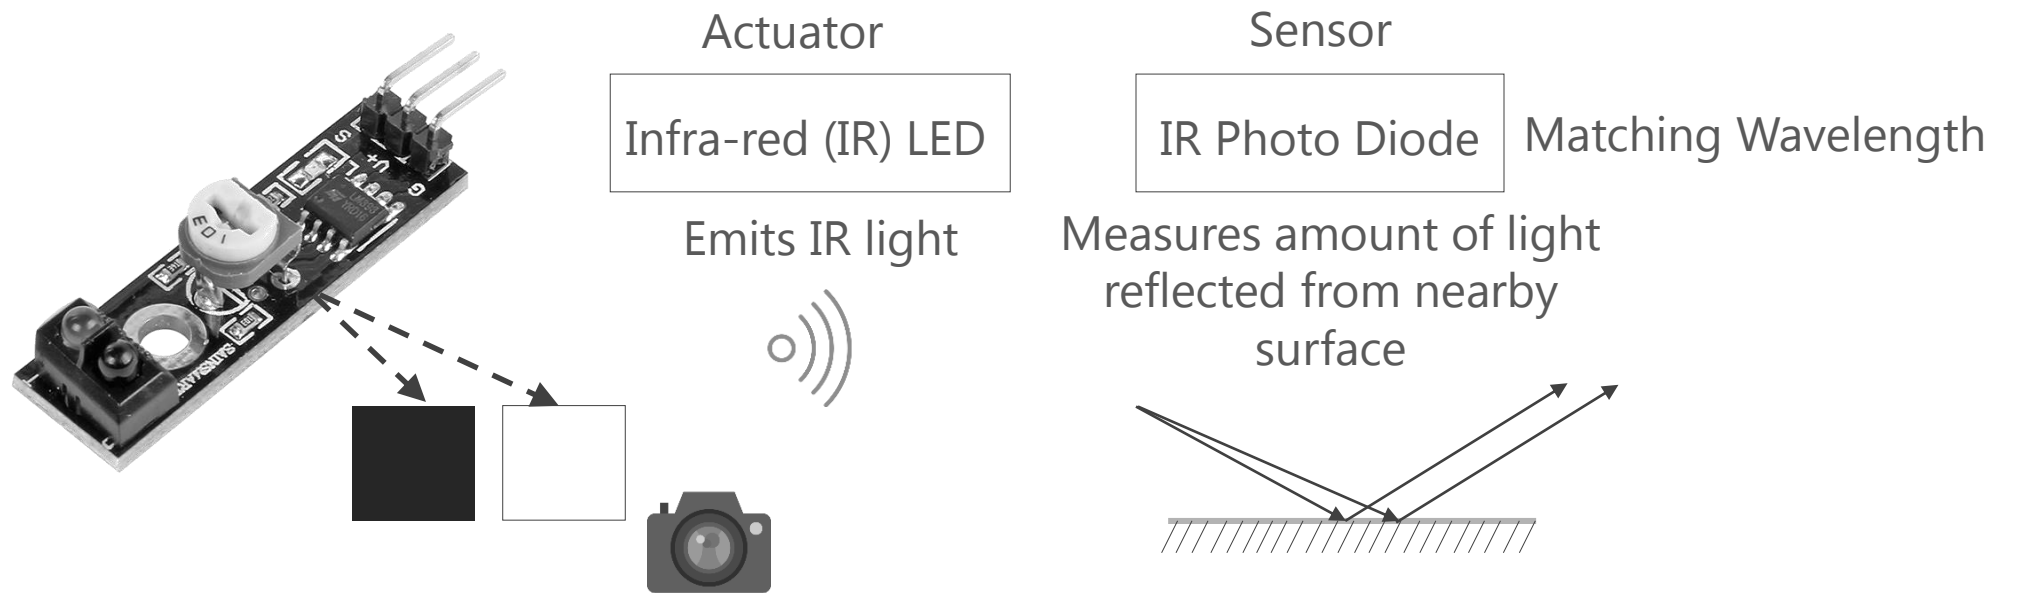 Actuator
Sensor
Infra-red (IR) LED
IR Photo Diode
Matching Wavelength
Emits IR light
Measures amount of light
reflected from nearby
surface
S
V+
G